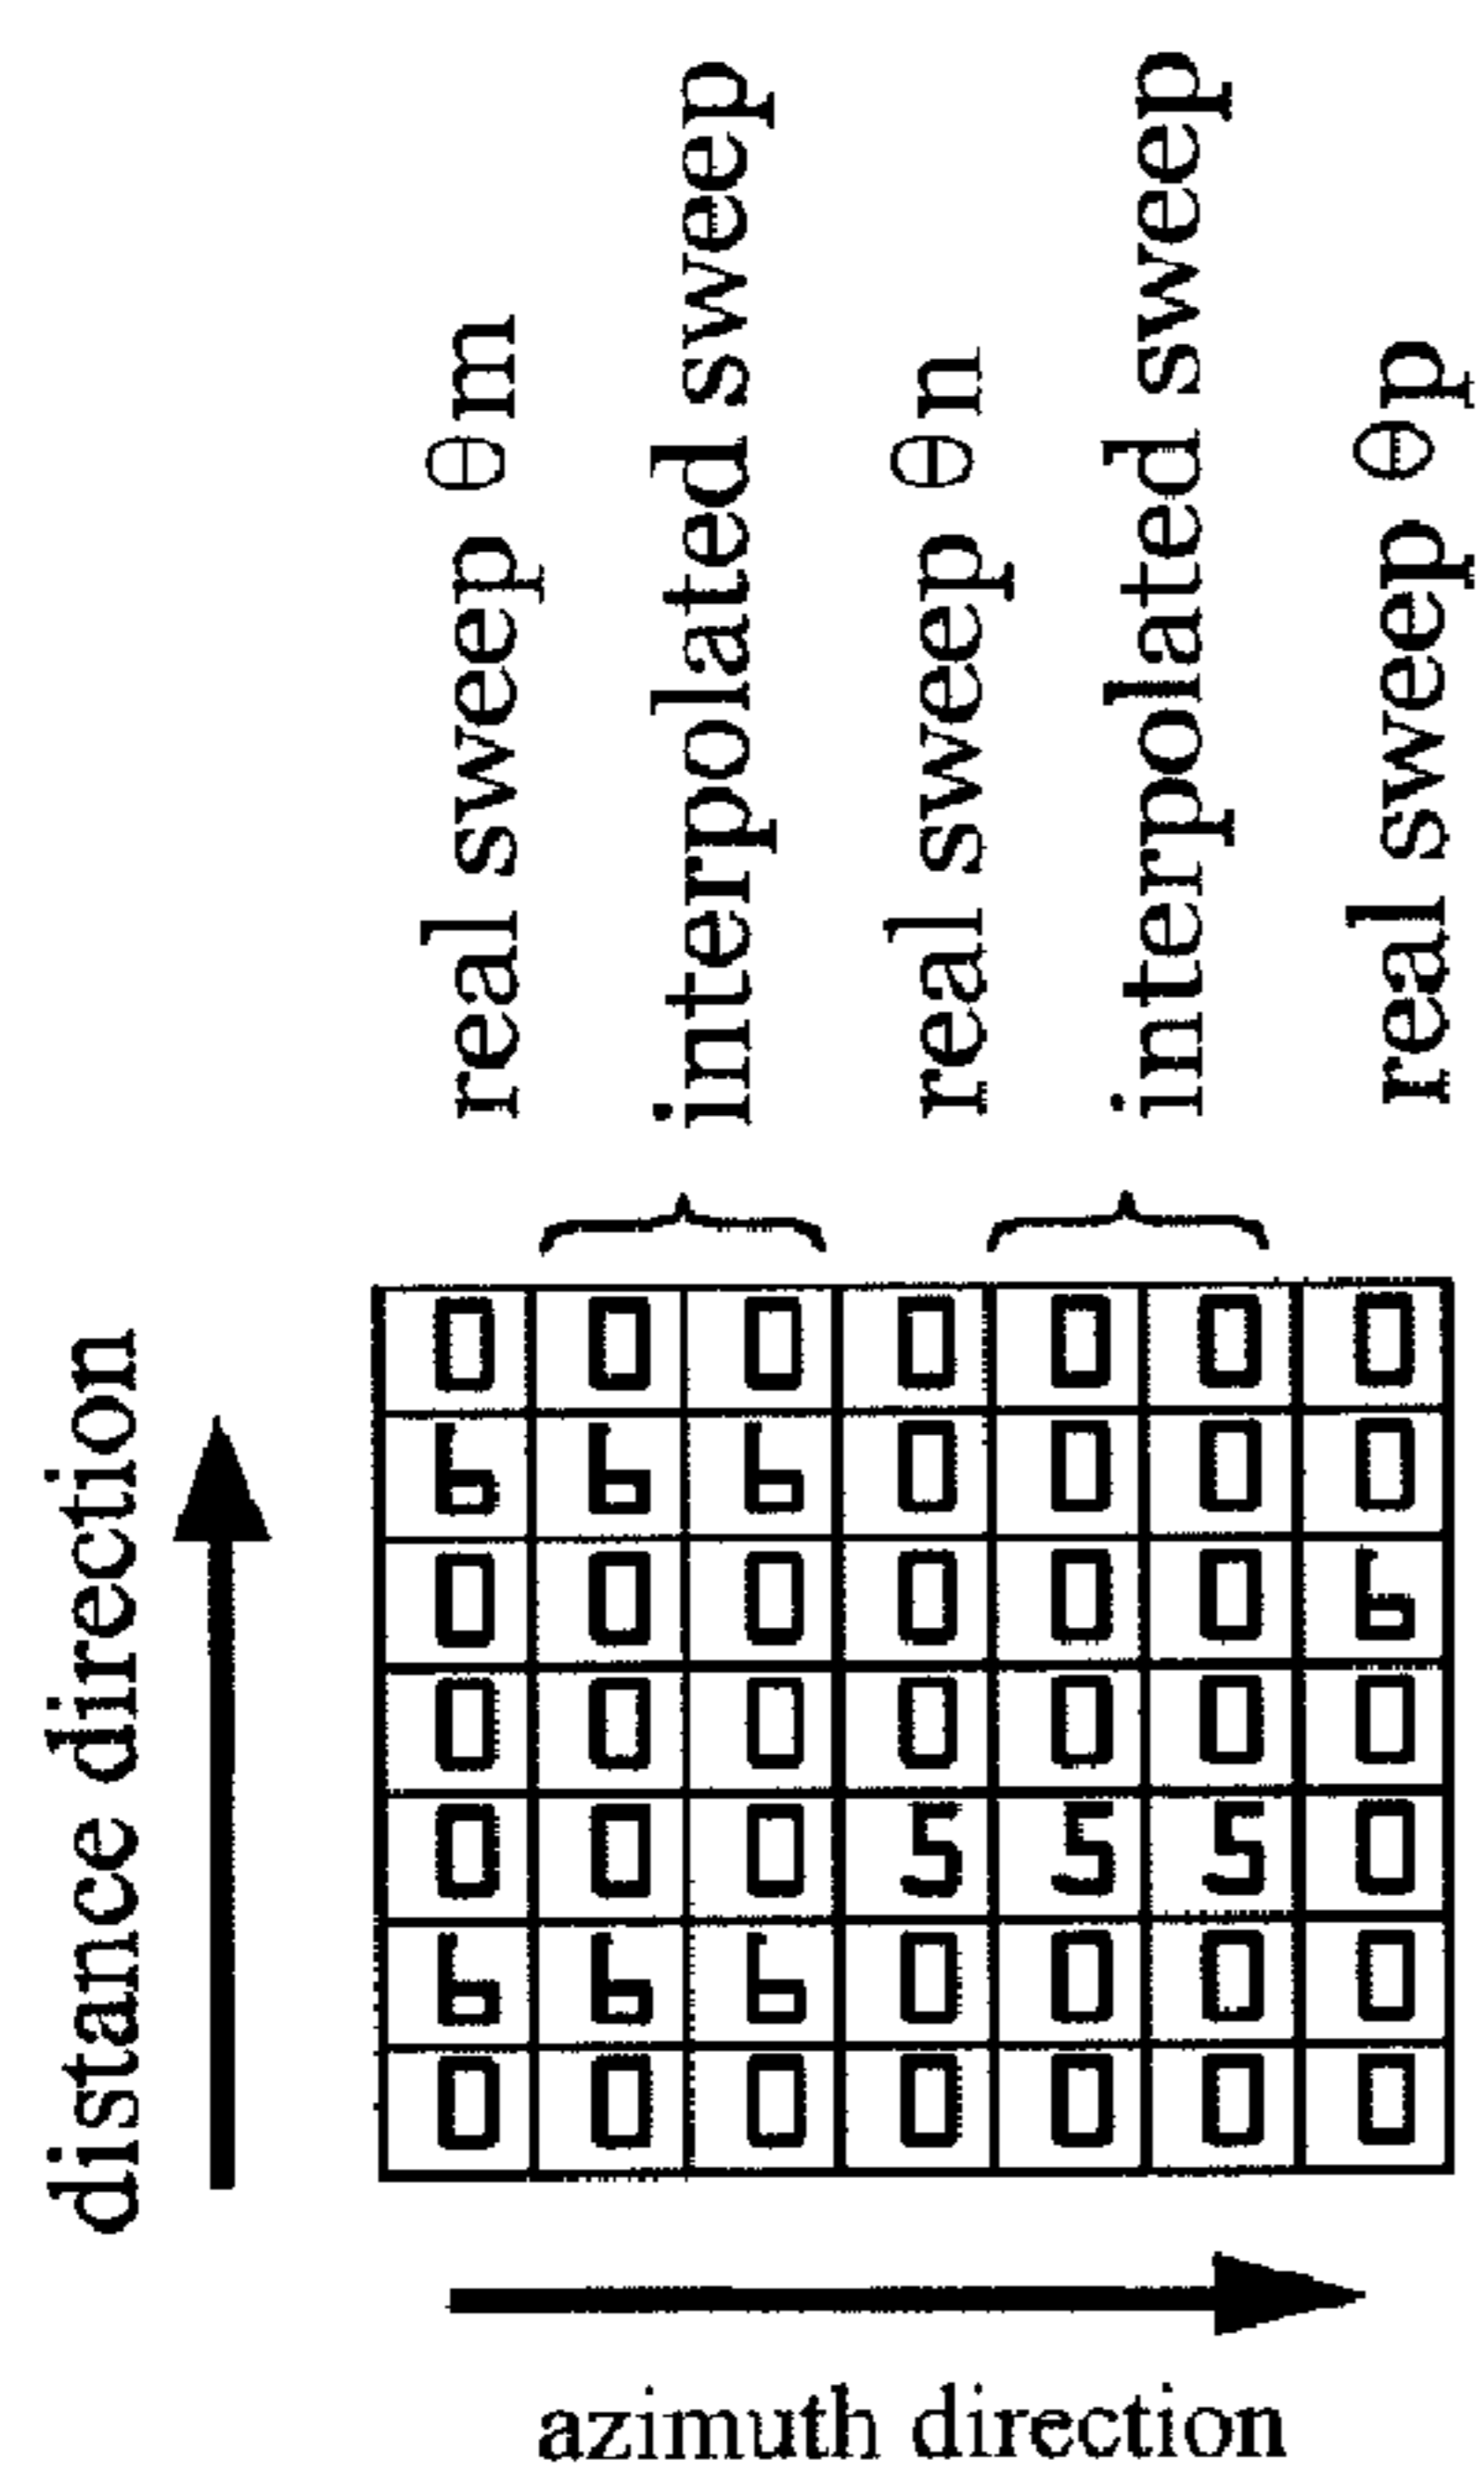 distance direction
azimuth direction
0 6 0 0 0 6 0 real sweep θm
0 6 0 0 0 6 0
0 6 0 0 0 6 0
interpolated sweep
0 0 5 0 0 0 0 real sweep θn
0 0 5 0 0 0 0
0 0 5 0 0 0 0
interpolated sweep
0 0 0 0 6 0 0 real sweep θp